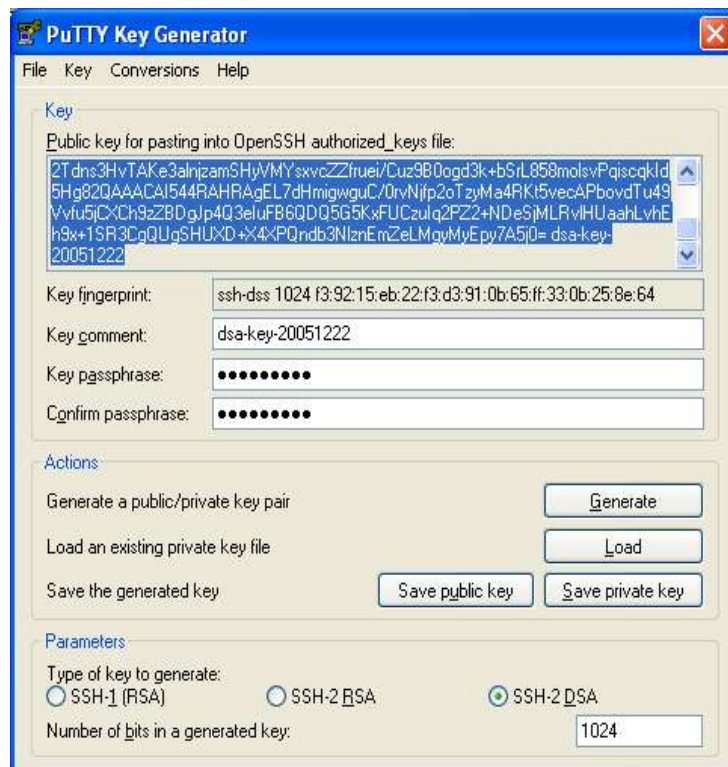 PuTTY Key Generator
File Key Conversions Help
Key
Public key for pasting into OpenSSH authorized_keys file:
2Tdns3HvTAKe3alnjzamSHyVMYsxvcZZfruei/Cuz9B0ogd3k+bSrL858molsvPqiscqkId
5Hg82QAAACAI544RAHRAgEL7dHmigwguC/0rvNjfp2oTzyMa4RKt5vecAPbovdTu49
Vvfu5jCXCh9zZBDgJp4Q3eluFB6QDQ5G5KxFUCzulq2PZ2+NDeSjMLRvlHUaahLvhE
h9x+1SR3CgQUgSHUXD+X4XPQndb3NIznEmZeLMgyMyEpy7A5j0= dsa-key-
20051222
Key fingerprint: ssh-dss 1024 f3:92:15:eb:22:f3:d3:91:0b:65:ff:33:0b:25:8e:64
Key comment: dsa-key-20051222
Key passphrase: ●●●●●●●●●
Confirm passphrase: ●●●●●●●●●
Actions
Generate a public/private key pair Generate
Load an existing private key file Load
Save the generated key Save public key Save private key
Parameters
Type of key to generate:
SSH-1 (RSA) SSH-2 RSA SSH-2 DSA
Number of bits in a generated key: 1024